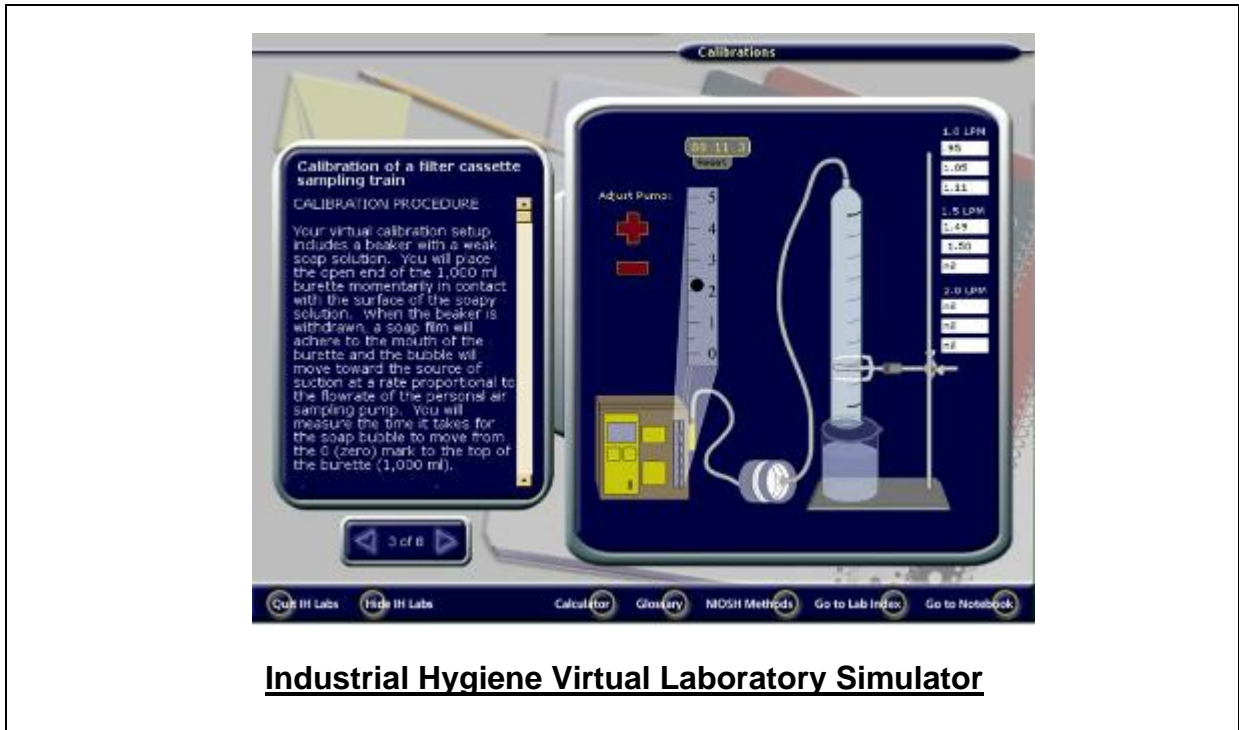 Calibrations
Calibration of a filter cassette
sampling train
CALIBRATION PROCEDURE
Your virtual calibration setup
includes a beaker with a weak
soap solution. You will place
the open end of the 1,000 ml
burette momentarily in contact
with the surface of the soapy
solution. When the beaker is
withdrawn, a soap film will
adhere to the mouth of the
burette and the bubble will
move toward the source of
suction at a rate proportional to
the flowrate of the personal air
sampling pump. You will
measure the time it takes for
the soap bubble to move from
the 0 (zero) mark to the top of
the burette (1,000 ml).
3 of 8
Reset
Adjust Pump:
5
4
3
2
1
0
1.0 LPM
.95
1.05
1.11
1.5 LPM
1.49
1.50
2.0 LPM
Quit IH Labs
Hide IH Labs
Calculator
Glossary
NIOSH Methods
Go to Lab Index
Go to Notebook
Industrial Hygiene Virtual Laboratory Simulator